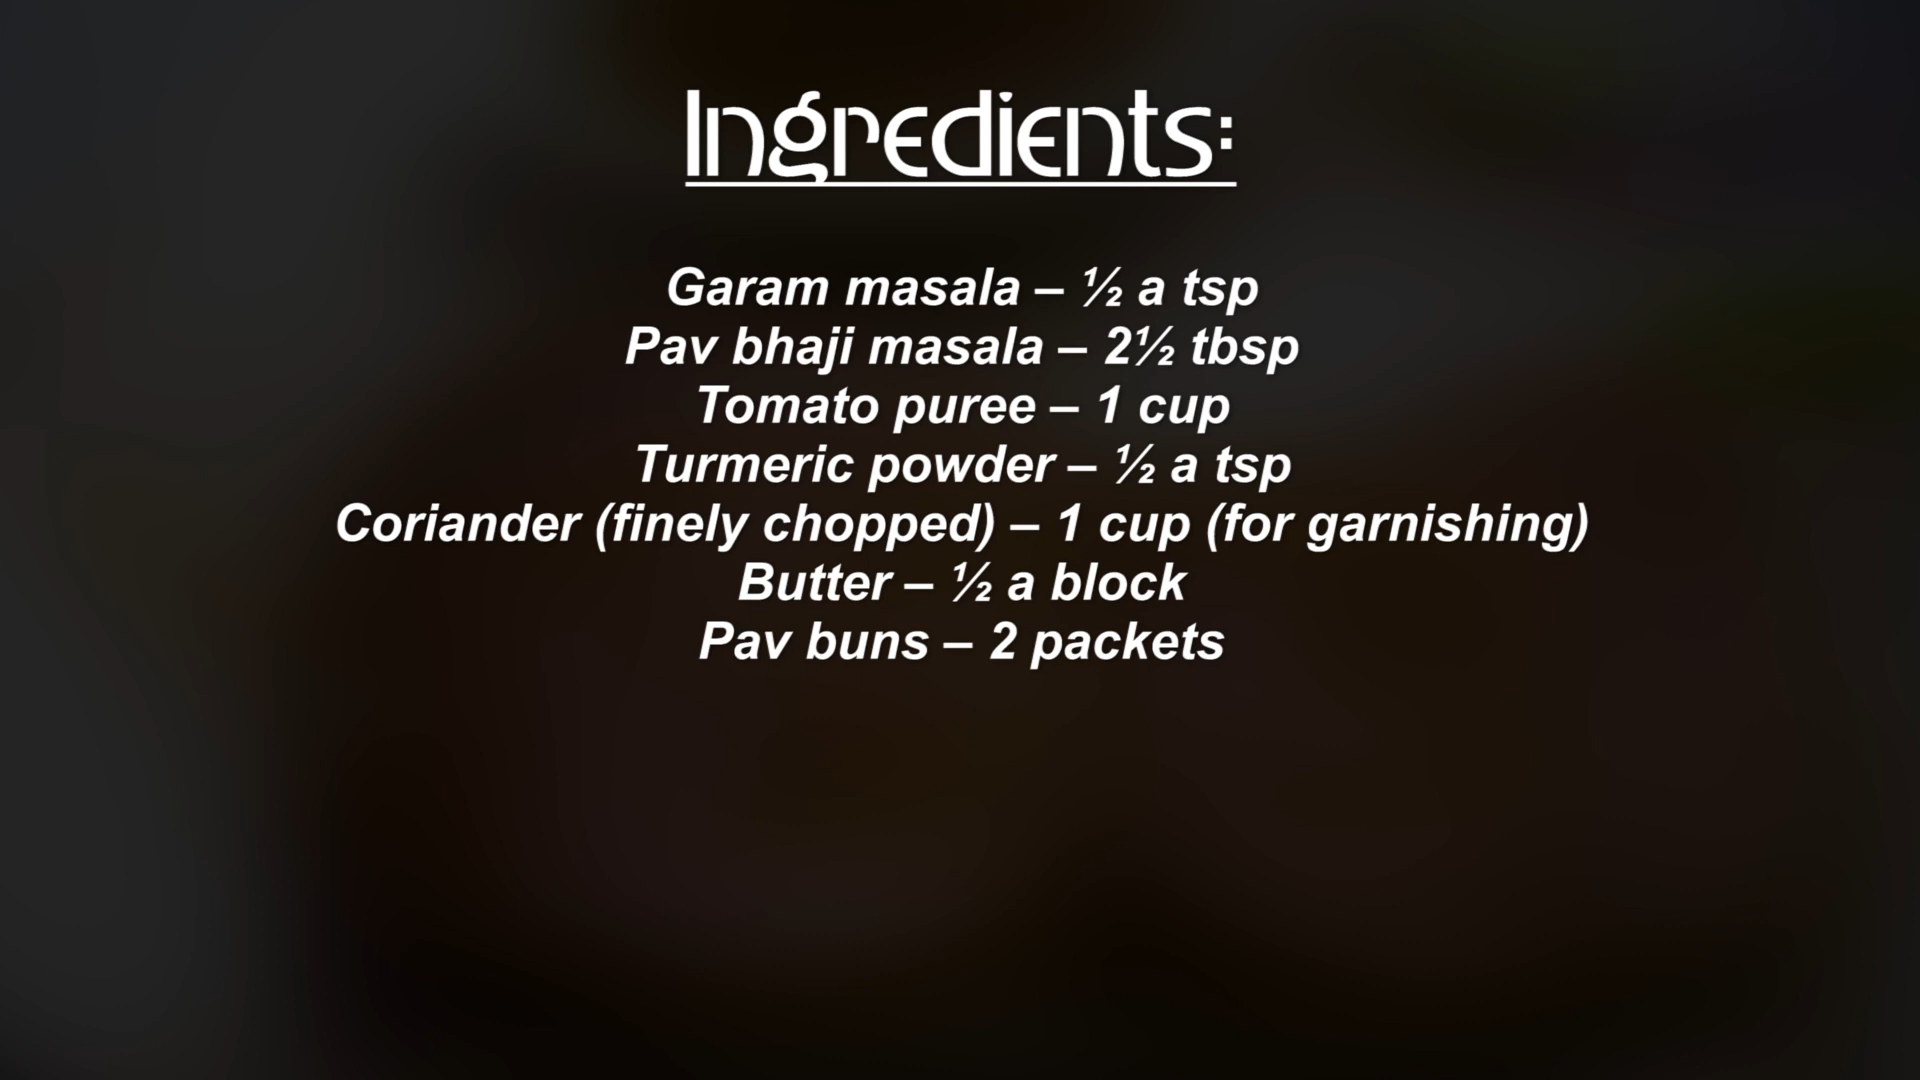 Ingredients:
Garam masala – ½ a tsp
Pav bhaji masala – 2½ tbsp
Tomato puree – 1 cup
Turmeric powder – ½ a tsp
Coriander (finely chopped) – 1 cup (for garnishing)
Butter – ½ a block
Pav buns – 2 packets